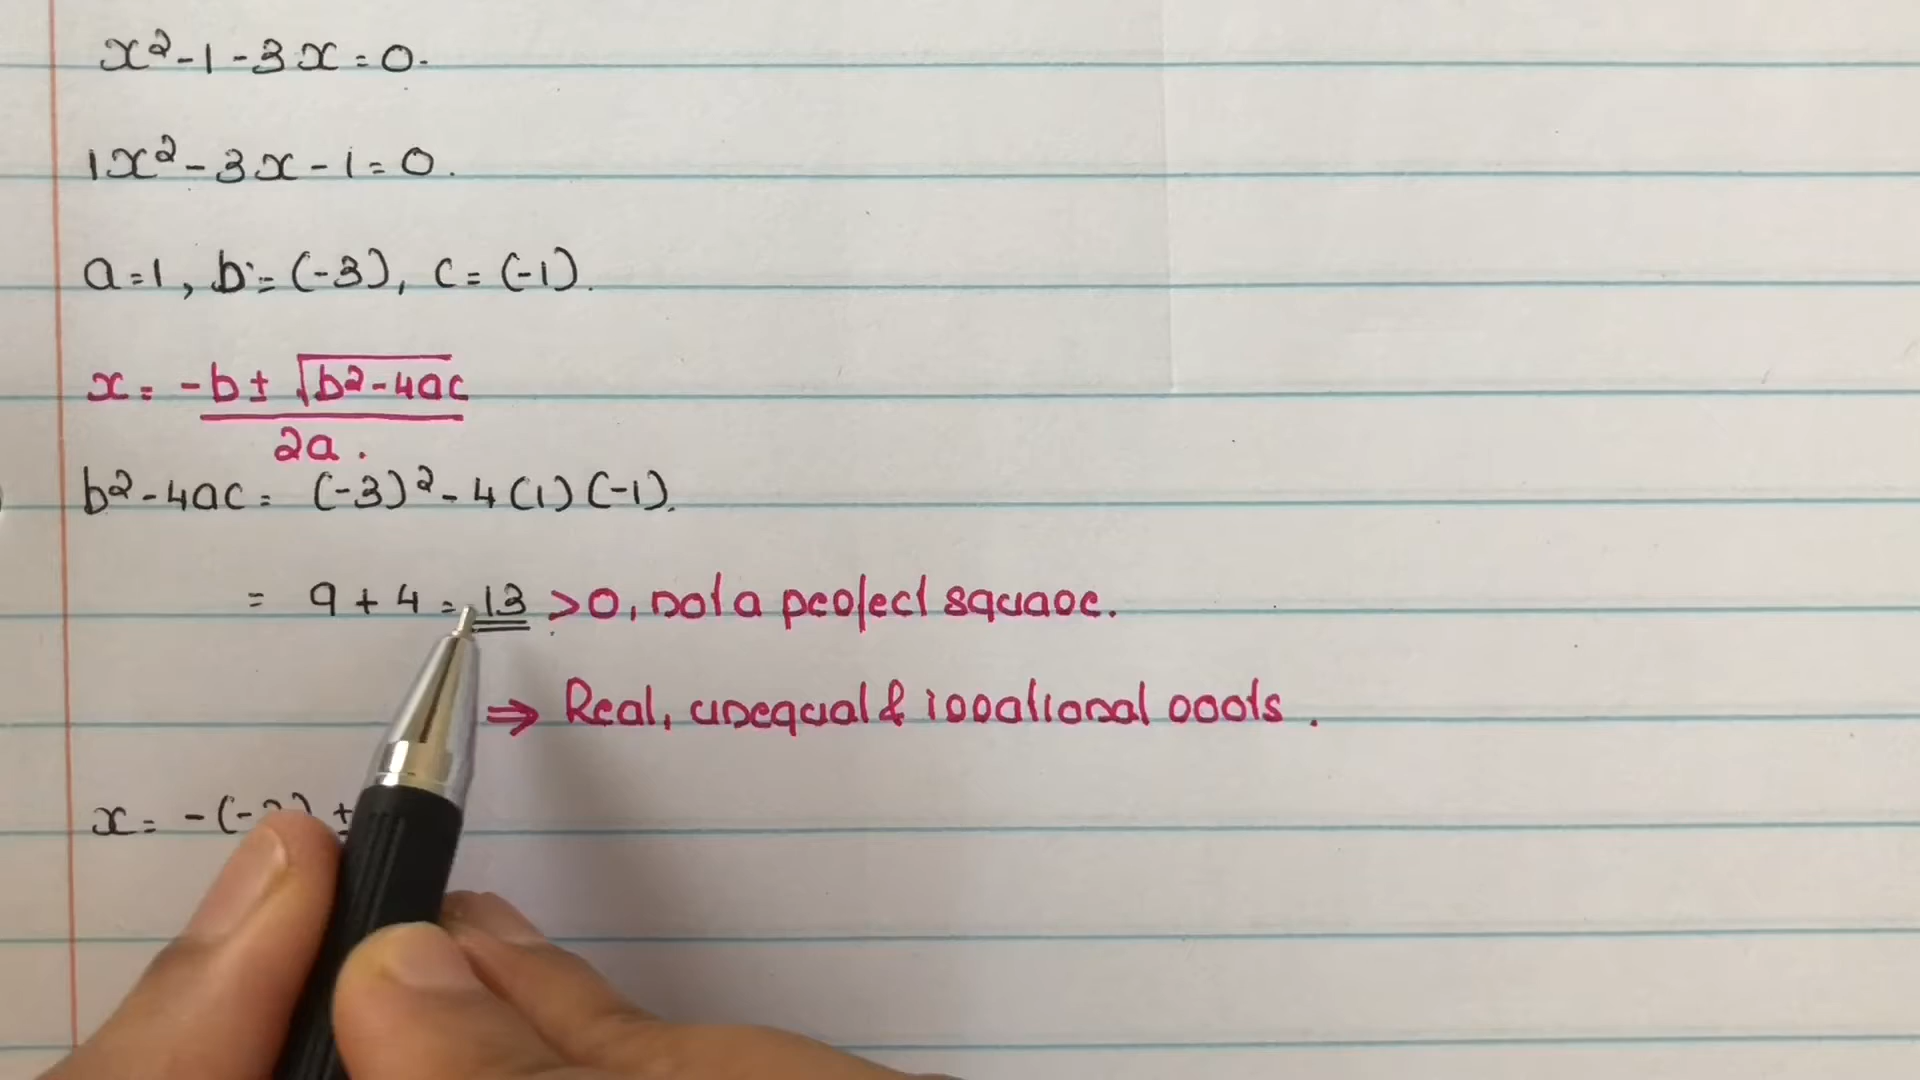 x² - 1 - 3x = 0.
1x² - 3x - 1 = 0.
a = 1, b = (-3), c = (-1).
x = -b ± √b² - 4ac
2a.
b² - 4ac = (-3)² - 4(1)(-1).
= 9 + 4 = 13 > 0, not a perfect square.
⇒ Real, unequal & irrational roots.
x = -(-3) ±